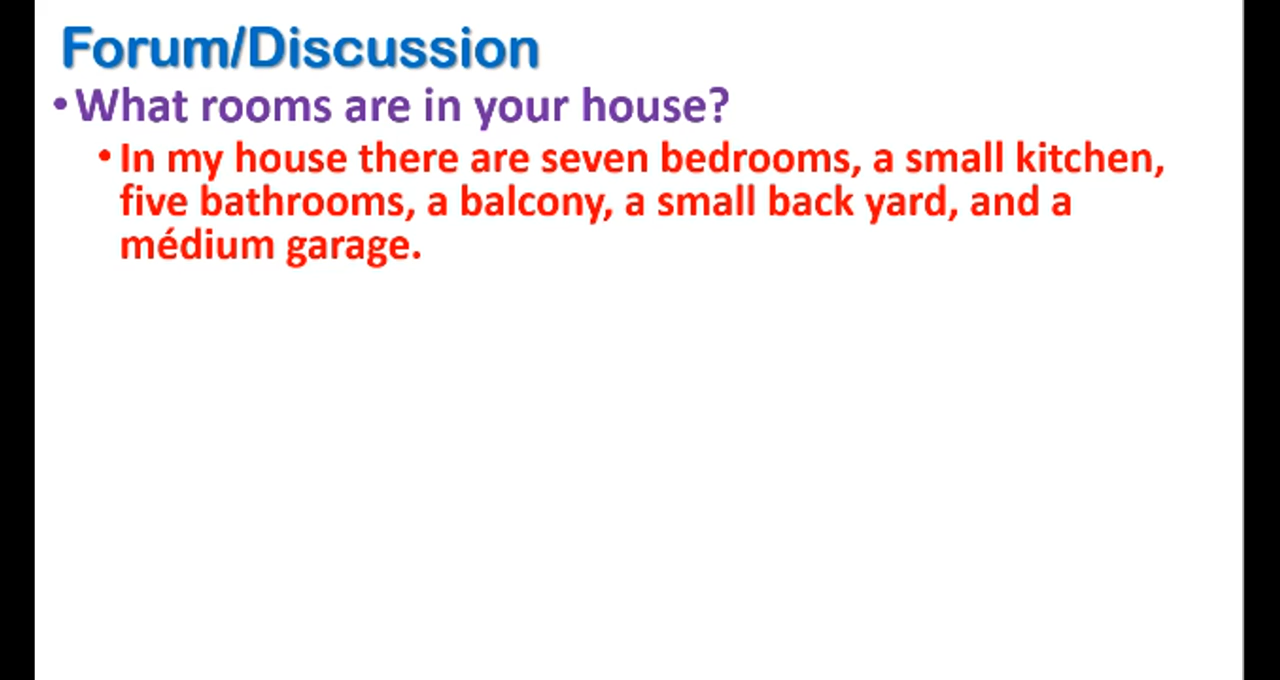 Forum/Discussion
•What rooms are in your house?
•In my house there are seven bedrooms, a small kitchen,
five bathrooms, a balcony, a small back yard, and a
médium garage.